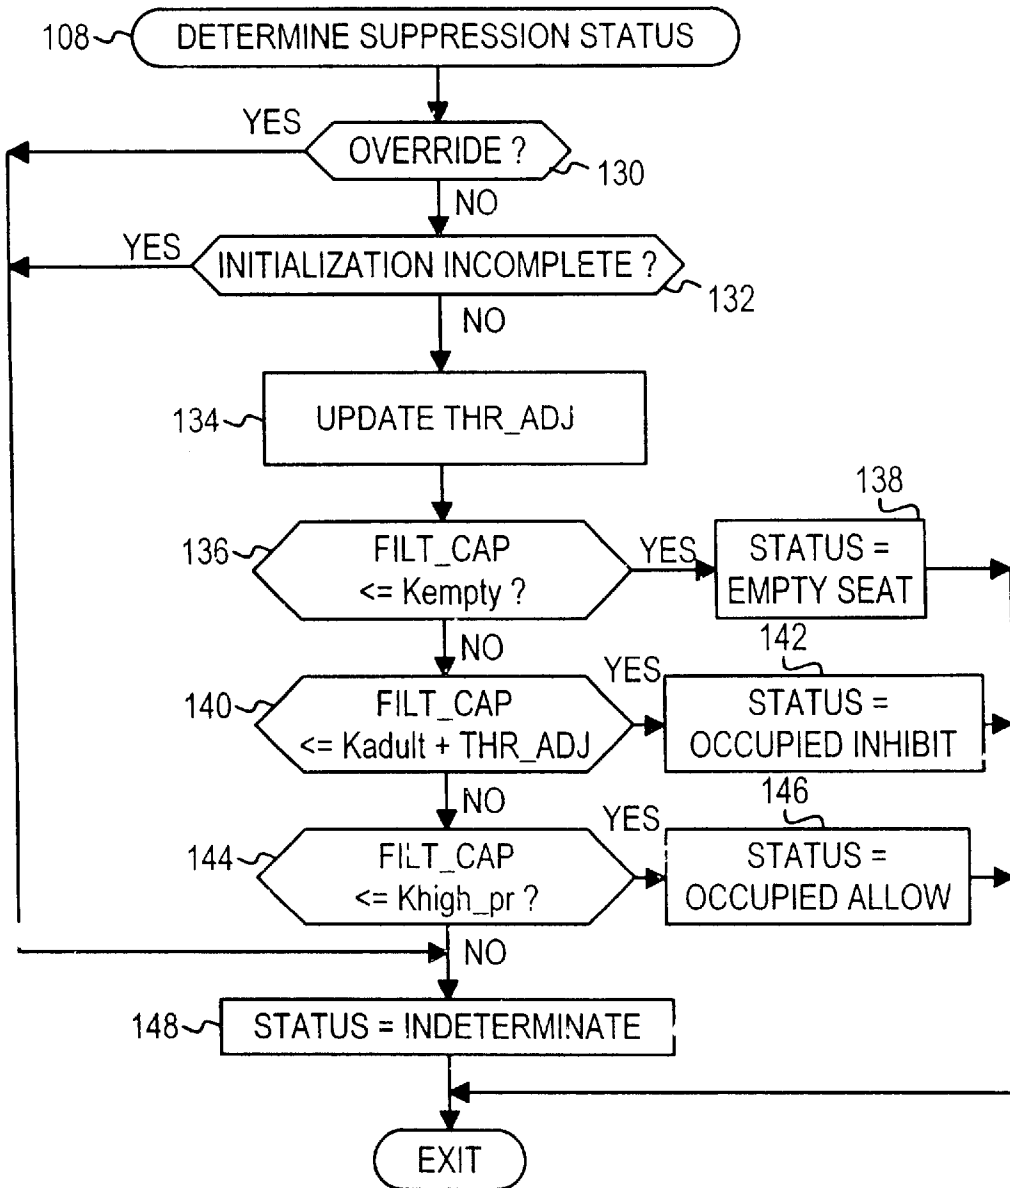 108
DETERMINE SUPPRESSION STATUS
YES
OVERRIDE ?
130
NO
YES
INITIALIZATION INCOMPLETE ?
132
NO
134
UPDATE THR_ADJ
138
136
FILT_CAP
<= Kempty ?
YES
STATUS =
EMPTY SEAT
NO
142
140
FILT_CAP
<= Kadult + THR_ADJ
YES
STATUS =
OCCUPIED INHIBIT
NO
146
144
FILT_CAP
<= Khigh_pr ?
YES
STATUS =
OCCUPIED ALLOW
NO
148
STATUS = INDETERMINATE
EXIT